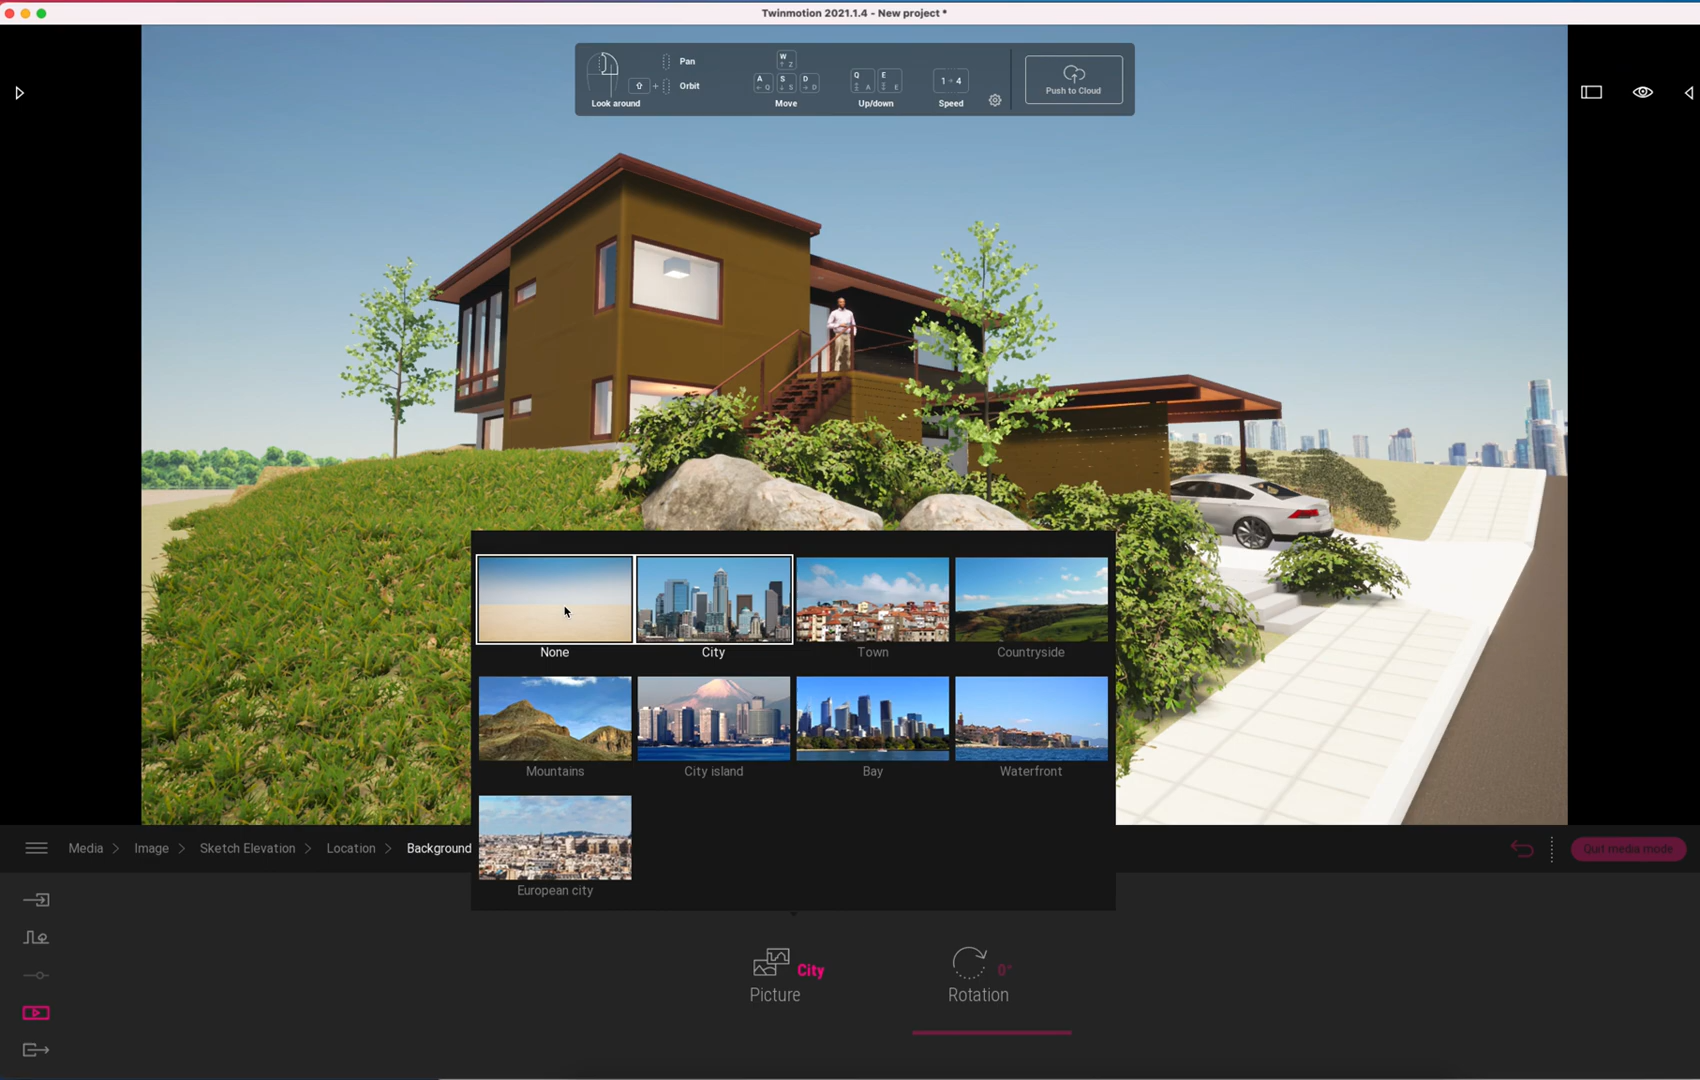 Twinmotion 2021.1.4 - New project *
W
Pan
A S D
Q E
1 - 4
+ Orbit
Push to Cloud
Look around
Move
Up/down
Speed
None
City
Town
Countryside
Mountains
City island
Bay
Waterfront
European city
Media > Image > Sketch Elevation > Location > Background
Quit media mode
City
Picture
0°
Rotation